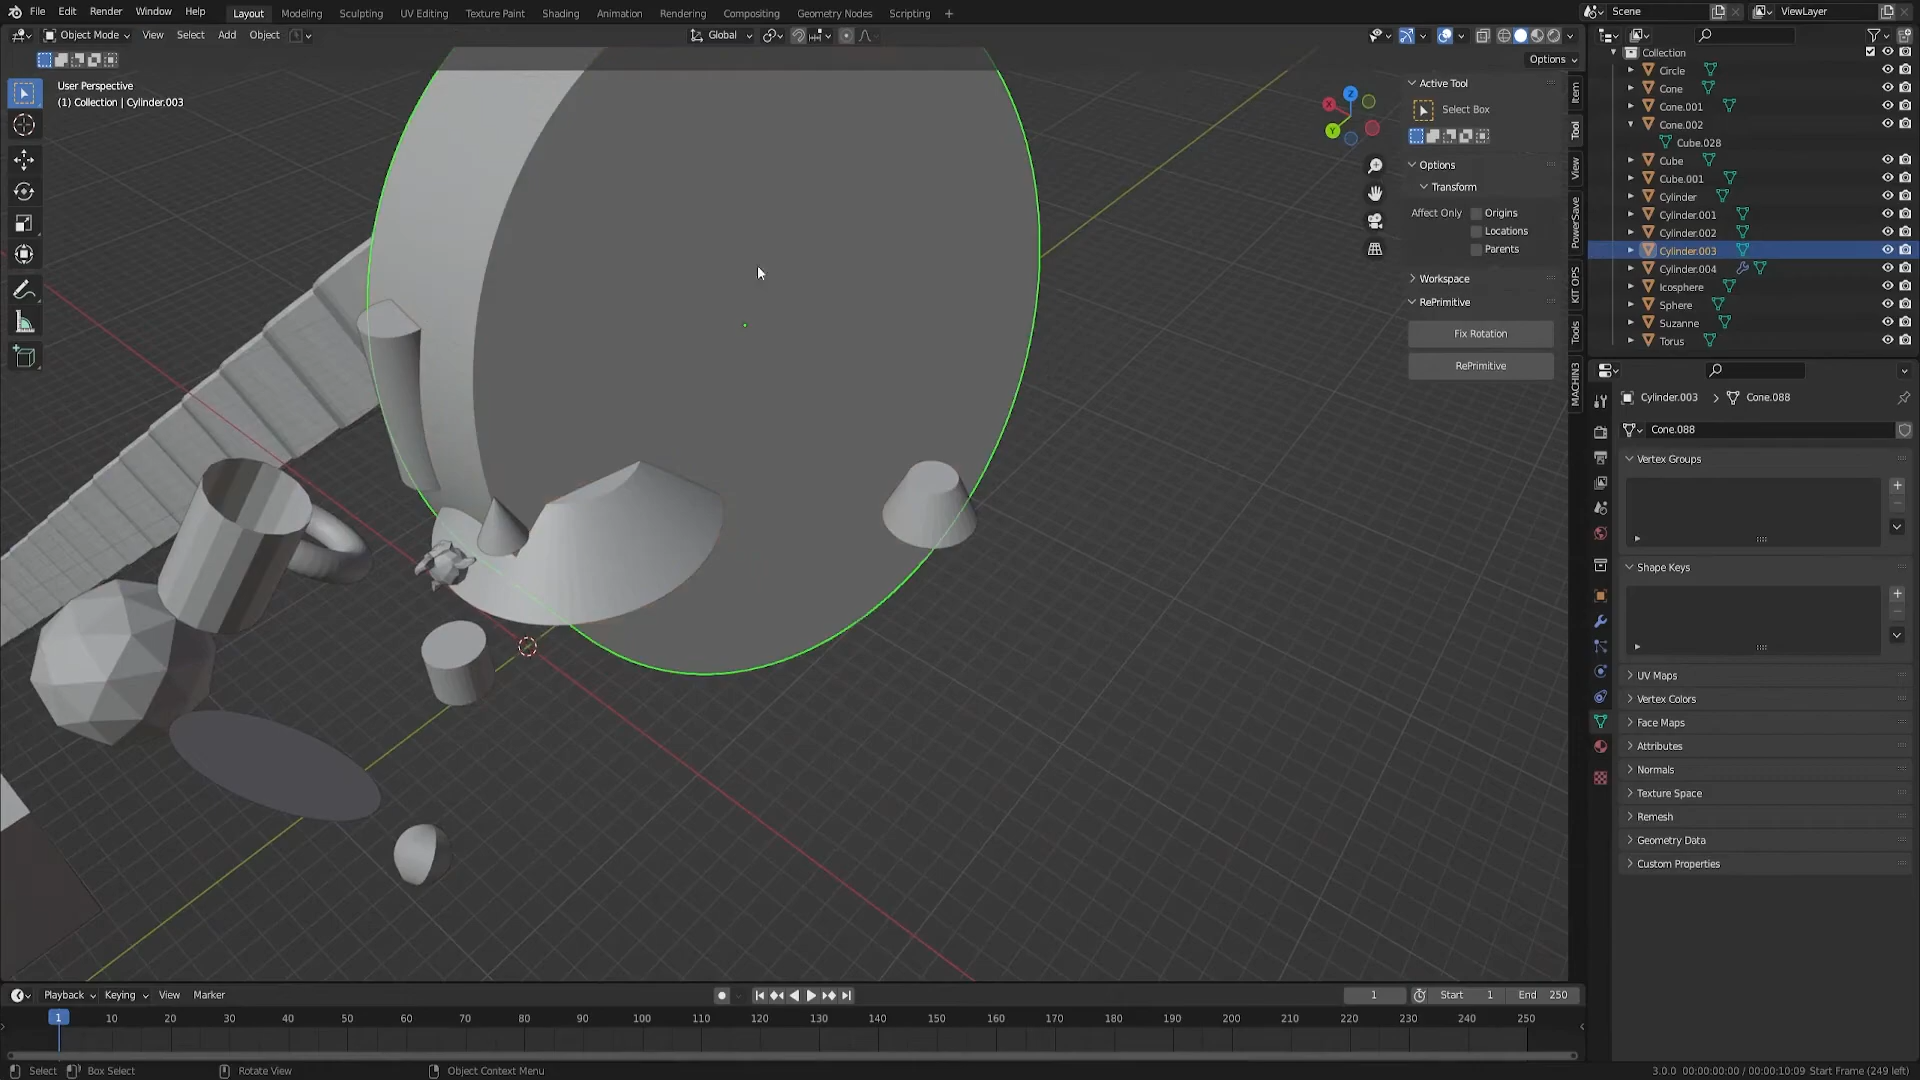 File Edit Render Window Help Layout Modeling Sculpting UV Editing Texture Paint Shading Animation Rendering Compositing Geometry Nodes Scripting + Scene ViewLayer
Object Mode View Select Add Object Global
Options
User Perspective
(1) Collection | Cylinder.003
Active Tool
Select Box
Options
Transform
Affect Only Origins
Locations
Parents
Workspace
RePrimitive
Fix Rotation
RePrimitive
Item
Tool
View
PowerSave
KIT OPS
Tools
MACHIN3
X
Y
Z
Collection
Circle
Cone
Cone.001
Cone.002
Cube.028
Cube
Cube.001
Cylinder
Cylinder.001
Cylinder.002
Cylinder.003
Cylinder.004
Icosphere
Sphere
Suzanne
Torus
Cylinder.003 > Cone.088
Cone.088
Vertex Groups
Shape Keys
UV Maps
Vertex Colors
Face Maps
Attributes
Normals
Texture Space
Remesh
Geometry Data
Custom Properties
Playback Keying View Marker 1 Start 1 End 250
1 10 20 30 40 50 60 70 80 90 100 110 120 130 140 150 160 170 180 190 200 210 220 230 240 250
Select Box Select Rotate View Object Context Menu 3.0.0 00:00:00:00 / 00:00:10:09 Start Frame (249 left)